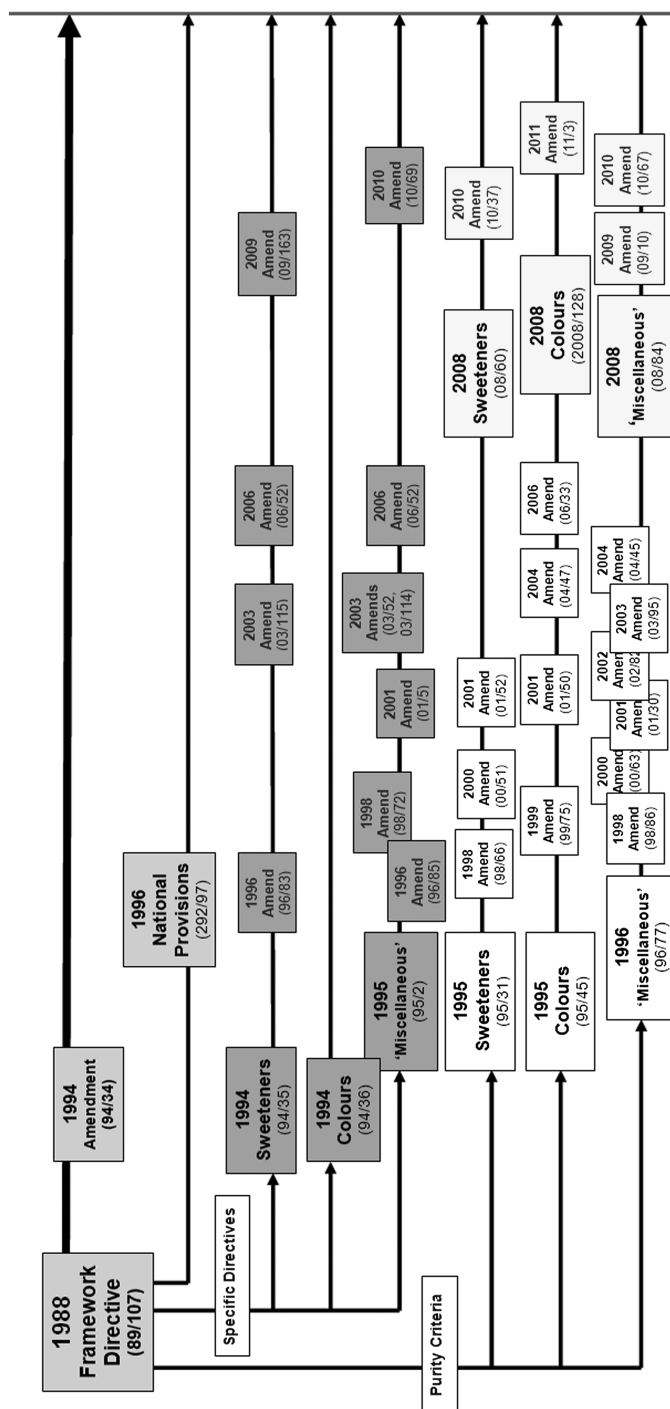 1988
Framework
Directive
(89/107)
1994
Amendment
(94/34)
1996
National
Provisions
(292/97)
Specific Directives
1994
Sweeteners
(94/35)
1996
Amend
(96/83)
2003
Amend
(03/115)
2006
Amend
(06/52)
2009
Amend
(09/163)
1994
Colours
(94/36)
1995
‘Miscellaneous’
(95/2)
1996
Amend
(96/85)
1998
Amend
(98/72)
2001
Amend
(01/5)
2003
Amends
(03/52,
03/114)
2006
Amend
(06/52)
2010
Amend
(10/69)
Purity Criteria
1995
Sweeteners
(95/31)
1998
Amend
(98/66)
2000
Amend
(00/51)
2001
Amend
(01/52)
2008
Sweeteners
(08/60)
2010
Amend
(10/37)
1995
Colours
(95/45)
1999
Amend
(99/75)
2001
Amend
(01/50)
2004
Amend
(04/47)
2006
Amend
(06/33)
2008
Colours
(2008/128)
2011
Amend
(11/3)
1996
‘Miscellaneous’
(96/77)
1998
Amend
(98/86)
2000
Amend
(00/63)
2001
Amend
(01/30)
2002
Amend
(02/82
2003
Amend
(03/95)
2004
Amend
(04/45)
2008
‘Miscellaneous’
(08/84)
2009
Amend
(09/10)
2010
Amend
(10/67)